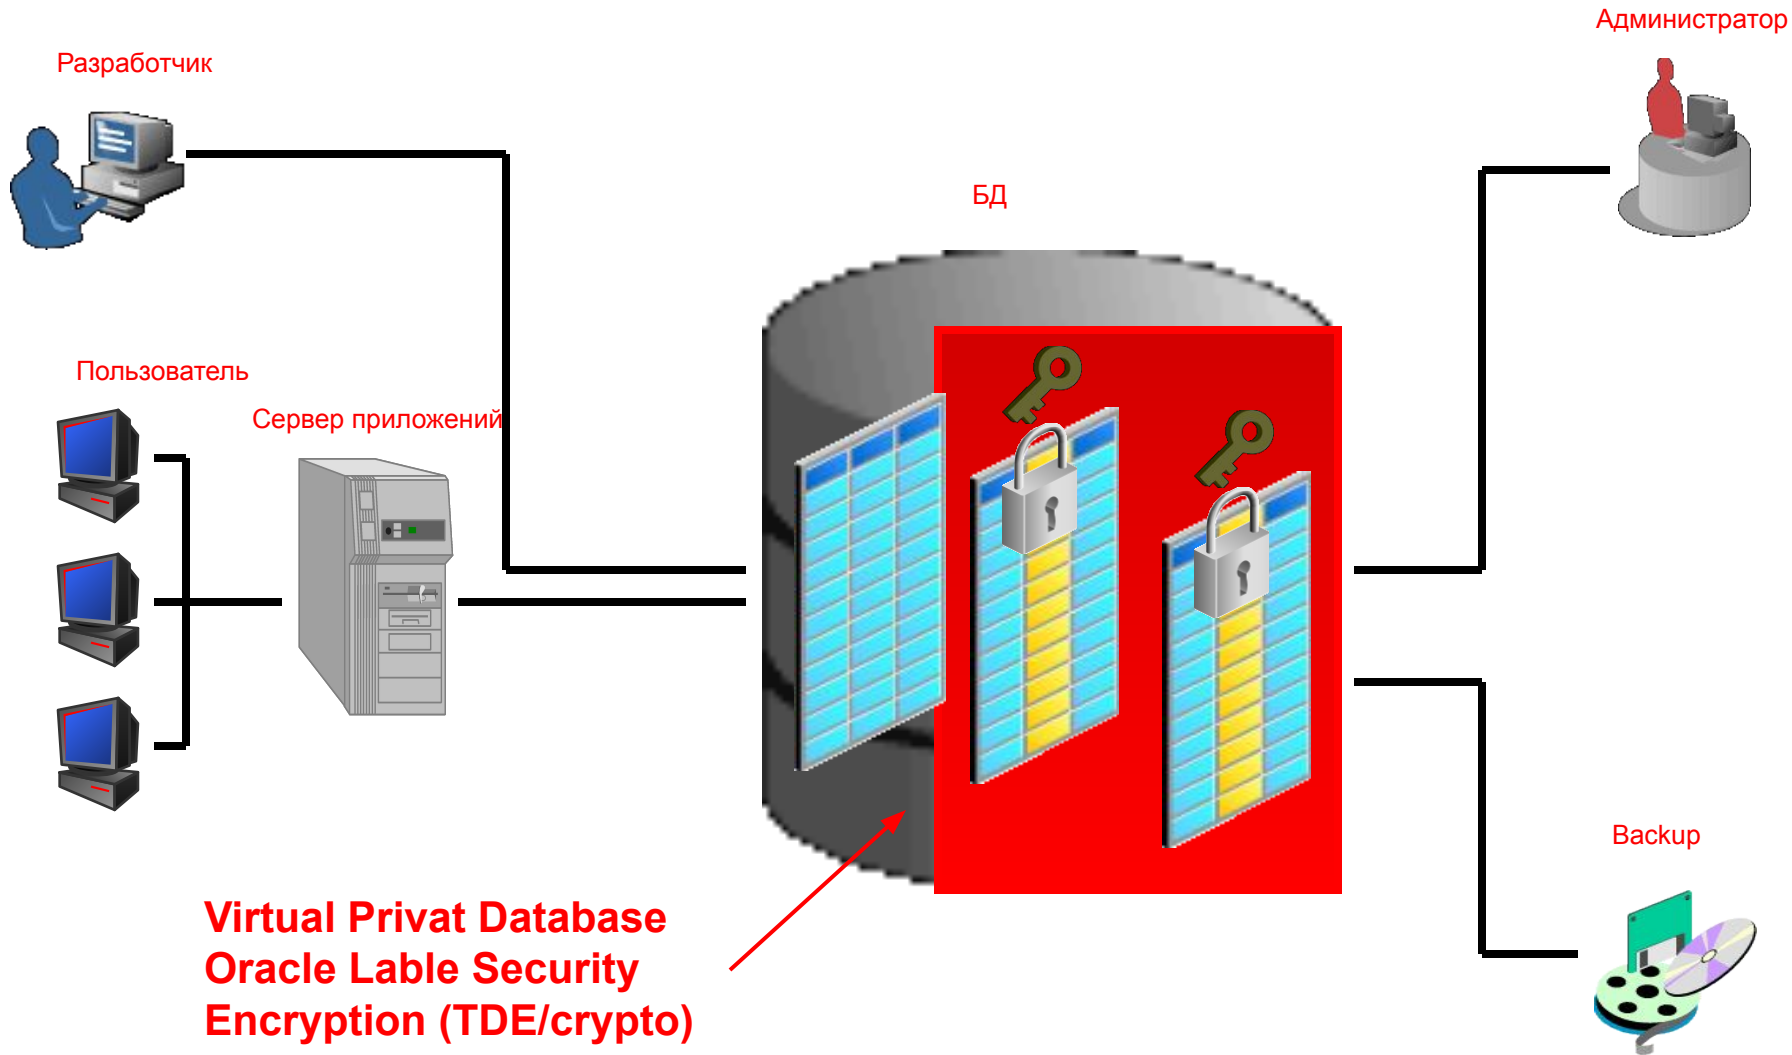 Администратор
Разработчик
БД
Пользователь
Сервер приложений
Backup
Virtual Privat Database
Oracle Lable Security
Encryption (TDE/crypto)